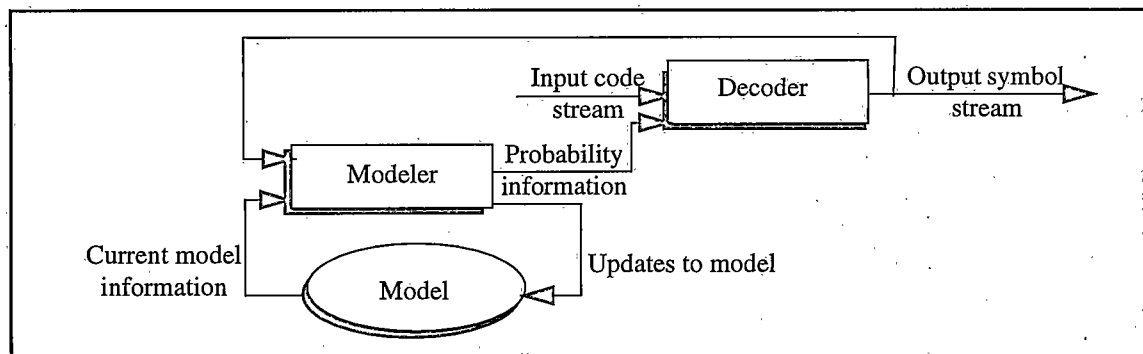 Input code
stream
Decoder
Output symbol
stream
Modeler
Probability
information
Current model
information
Model
Updates to model